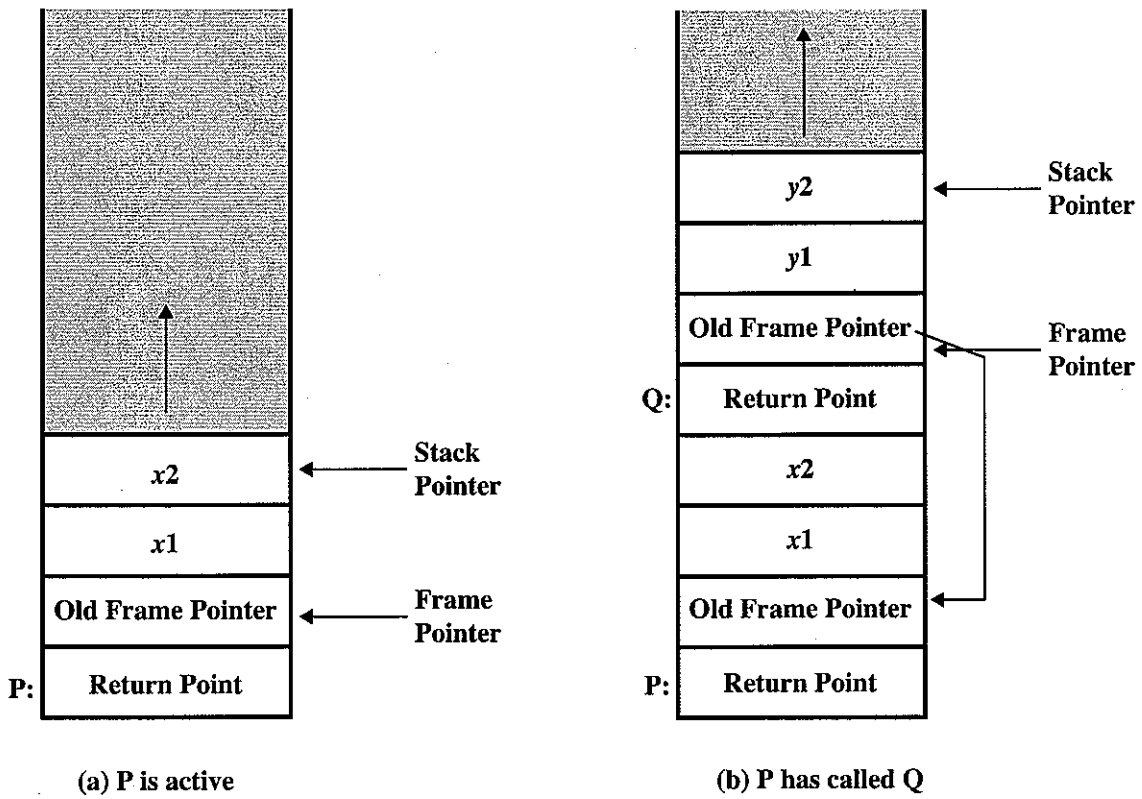 x2
x1
Old Frame Pointer
P: Return Point
Stack
Pointer
Frame
Pointer
(a) P is active
y2
y1
Old Frame Pointer
Q: Return Point
x2
x1
Old Frame Pointer
P: Return Point
Stack
Pointer
Frame
Pointer
(b) P has called Q